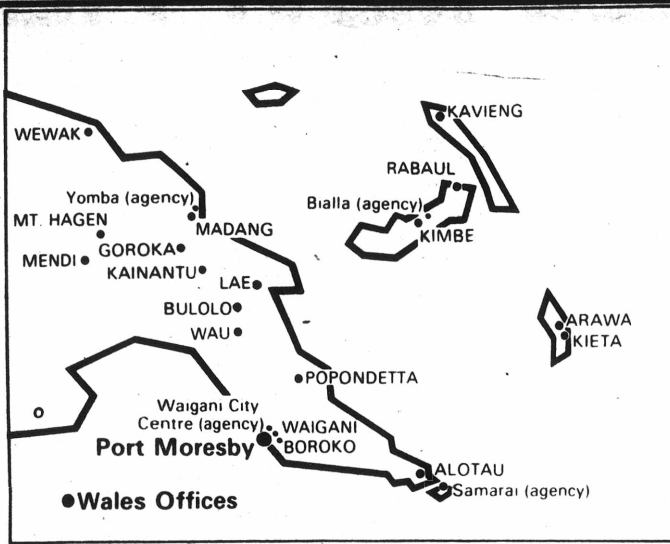 KAVIENG
WEWAK
RABAUL
Yomba (agency)
Bialla (agency)
MT. HAGEN
MADANG
KIMBE
GOROKA
MENDI
KAINANTU
LAE
BULOLO
ARAWA
WAU
KIETA
POPONDETTA
Waigani City
Centre (agency)
WAIGANI
Port Moresby
BOROKO
ALOTAU
Samarai (agency)
Wales Offices